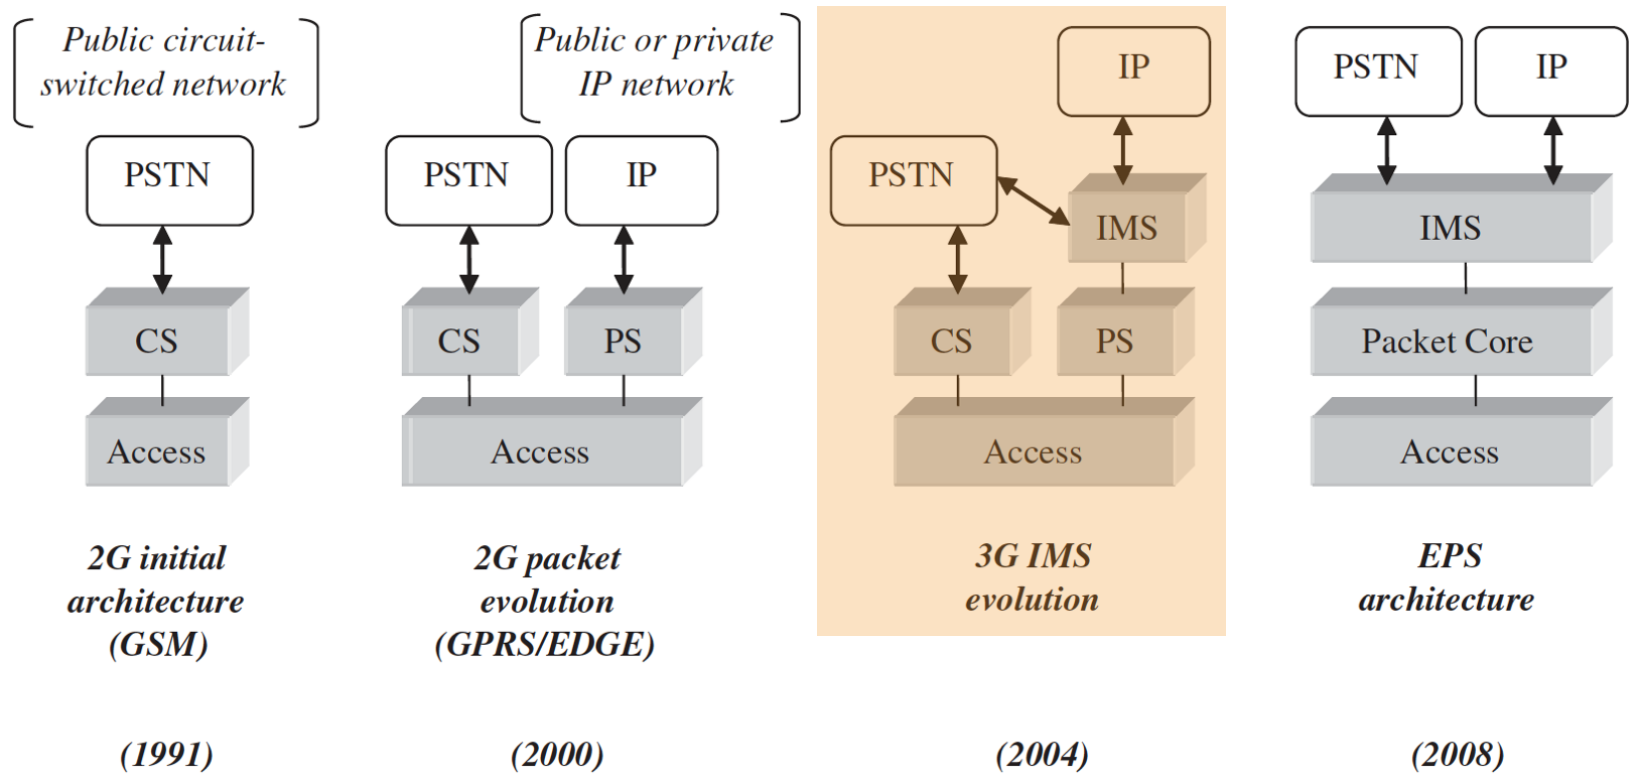 Public circuit-
switched network
PSTN
CS
Access
2G initial
architecture
(GSM)
(1991)
Public or private
IP network
PSTN
IP
CS
PS
Access
2G packet
evolution
(GPRS/EDGE)
(2000)
IP
PSTN
IMS
CS
PS
Access
3G IMS
evolution
(2004)
PSTN
IP
IMS
Packet Core
Access
EPS
architecture
(2008)